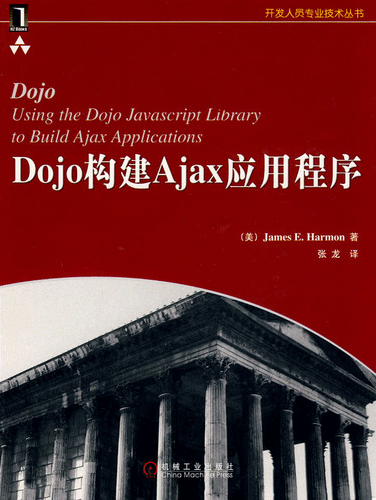 开发人员专业技术丛书
HZ Books
Dojo
Using the Dojo Javascript Library
to Build Ajax Applications
Dojo构建Ajax应用程序
（美） James E. Harmon 著
张龙 译
机械工业出版社
China Machine Press